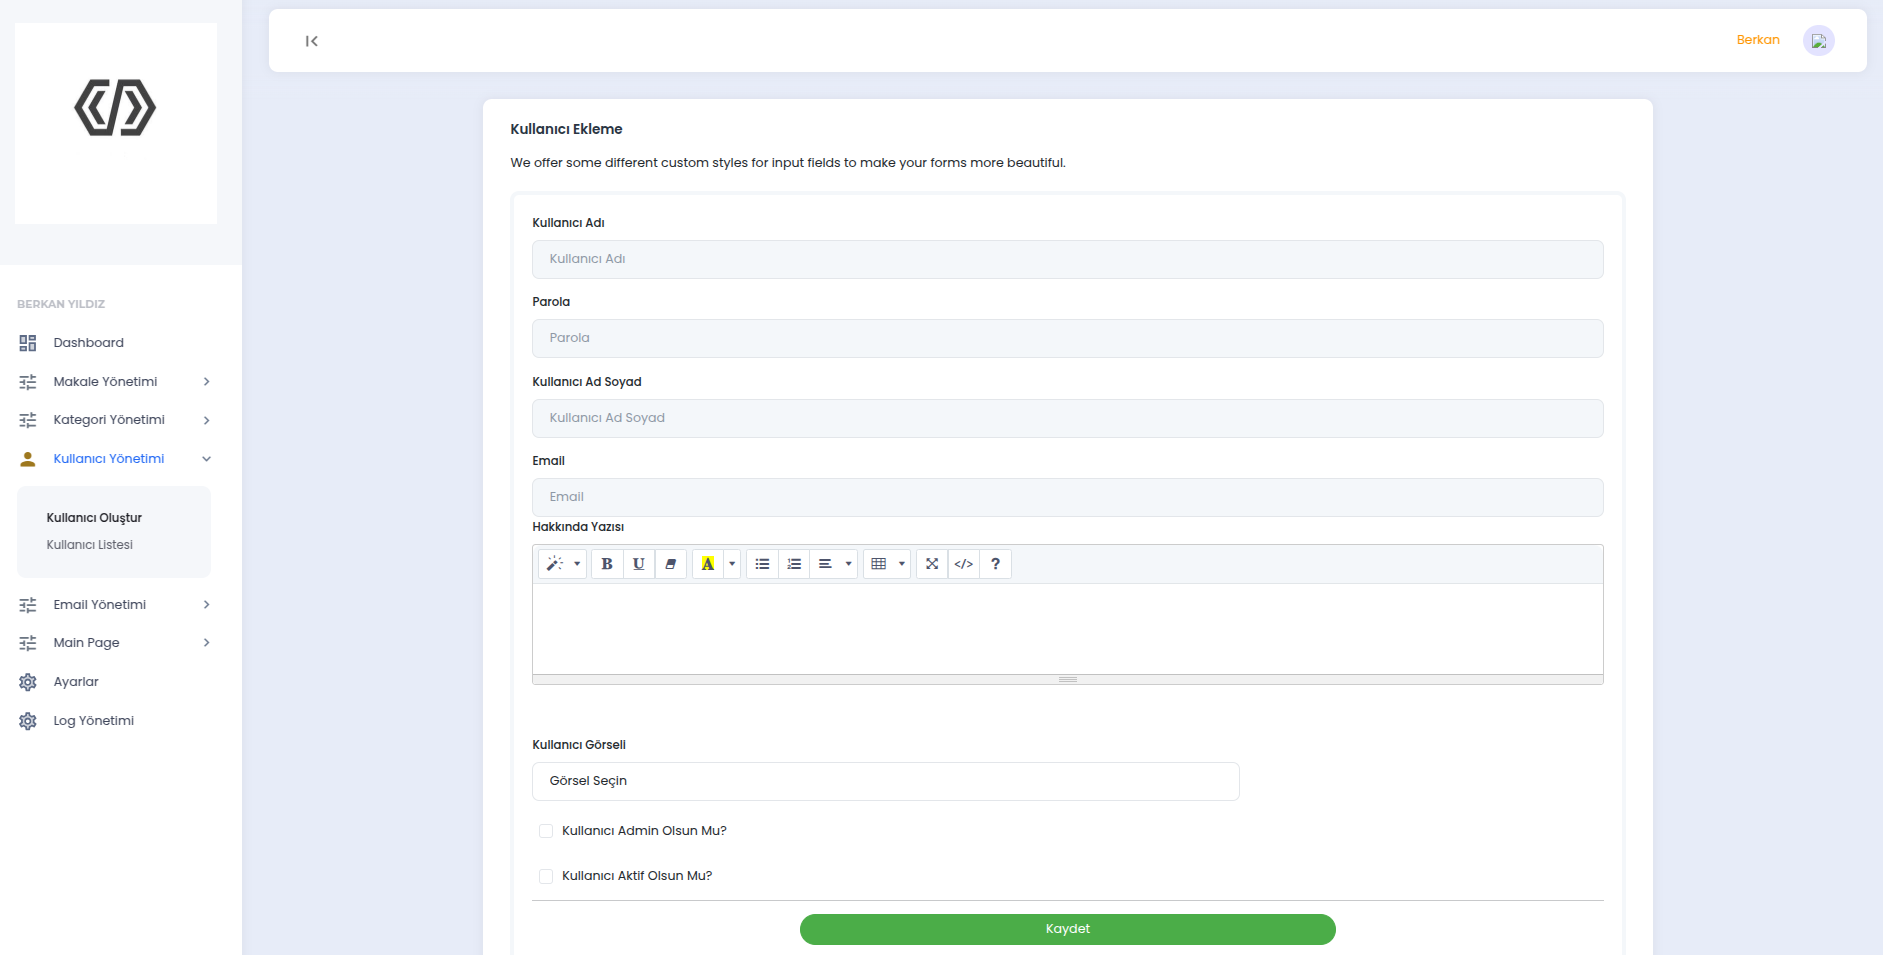 Berkan
BERKAN YILDIZ
Dashboard
Makale Yönetimi
Kategori Yönetimi
Kullanıcı Yönetimi
Kullanıcı Oluştur
Kullanıcı Listesi
Email Yönetimi
Main Page
Ayarlar
Log Yönetimi
Kullanıcı Ekleme
We offer some different custom styles for input fields to make your forms more beautiful.
Kullanıcı Adı
Kullanıcı Adı
Parola
Parola
Kullanıcı Ad Soyad
Kullanıcı Ad Soyad
Email
Email
Hakkında Yazısı
B U A </> ?
Kullanıcı Görseli
Görsel Seçin
Kullanıcı Admin Olsun Mu?
Kullanıcı Aktif Olsun Mu?
Kaydet